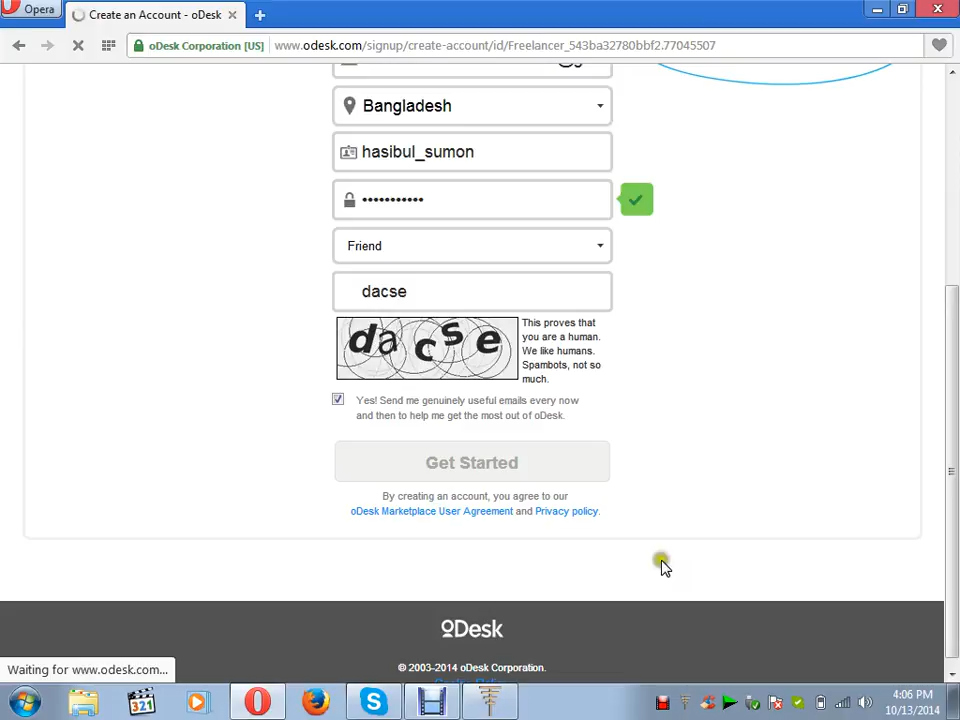 Opera
Create an Account - oDesk
oDesk Corporation [US]
www.odesk.com/signup/create-account/id/Freelancer_543ba32780bbf2.77045507
Bangladesh
hasibul_sumon
•••••••••••
Friend
dacse
dacse
This proves that
you are a human.
We like humans.
Spambots, not so
much.
Yes! Send me genuinely useful emails every now
and then to help me get the most out of oDesk.
Get Started
By creating an account, you agree to our
oDesk Marketplace User Agreement and Privacy policy.
oDesk
© 2003-2014 oDesk Corporation.
Cookie Policy
Waiting for www.odesk.com...
321
4:06 PM
10/13/2014